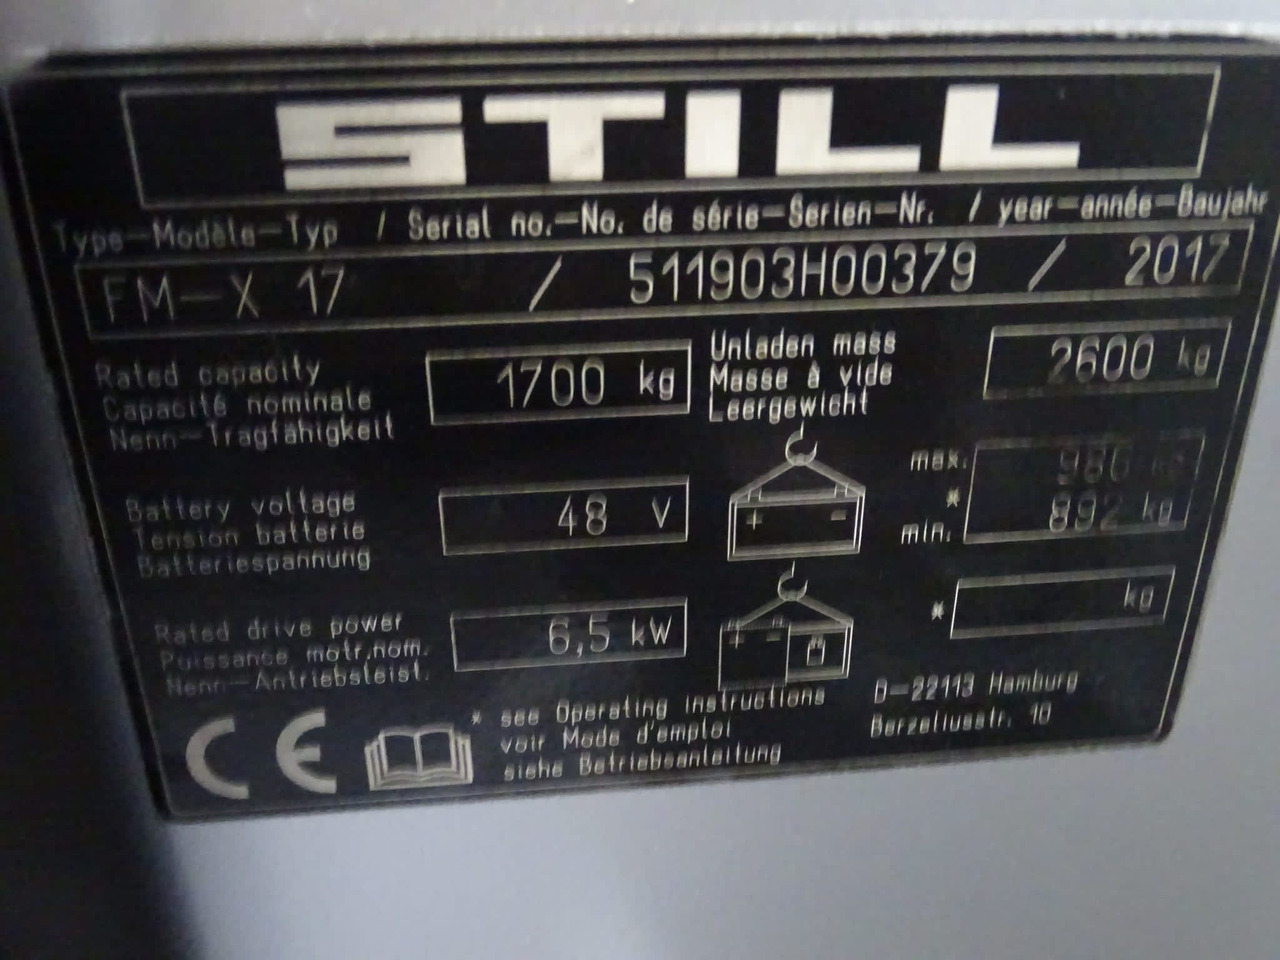 STILL
Type-Modèle-Typ / Serial no.-No. de série-Serien-Nr. / year-année-Baujahr
FM-X 17 / 511903H00379 / 2017
Rated capacity
Capacité nominale
Nenn-Tragfähigkeit
1700 kg
Unladen mass
Masse à vide
Leergewicht
2600 kg
Battery voltage
Tension batterie
Batteriespannung
48 V
+ -
max.
*
min.
986 kg
892 kg
Rated drive power
Puissance motr.nom.
Nenn-Antriebsleist.
6,5 kW
+ -
* kg
CE
* see Operating instructions
voir Mode d'emploi
siehe Betriebsanleitung
D-22113 Hamburg
Berzeliusstr. 10